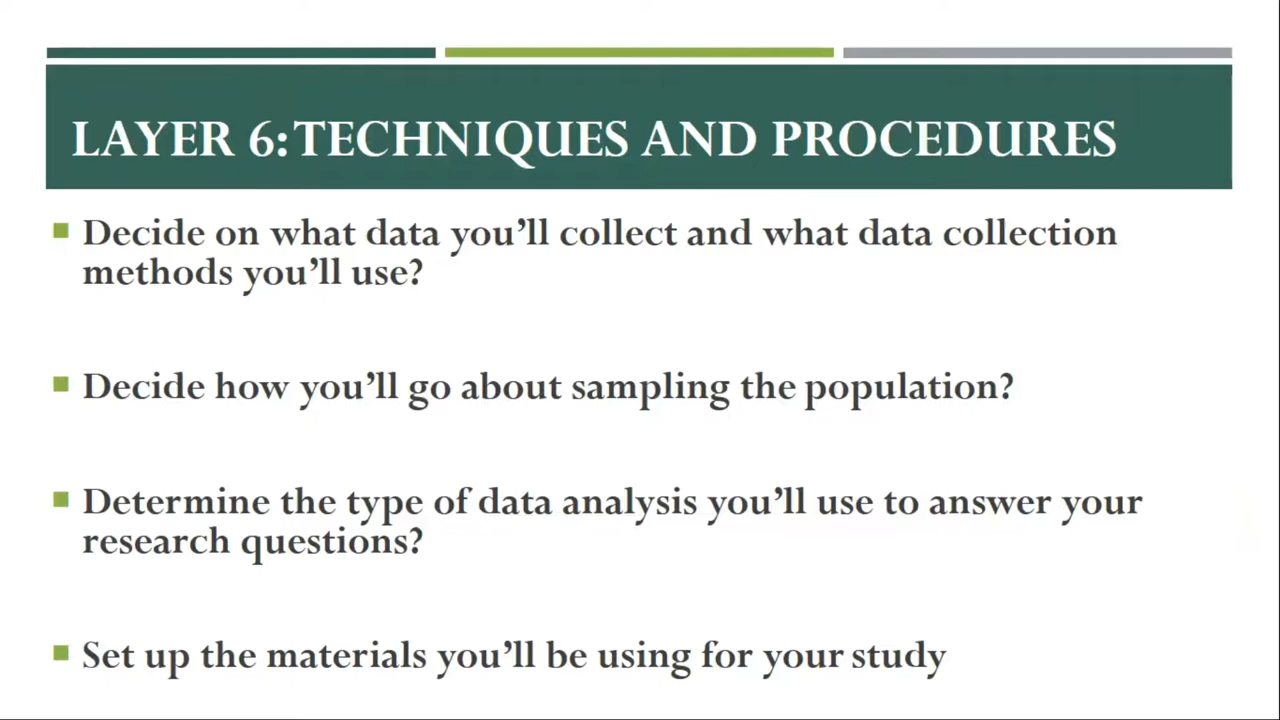 LAYER 6: TECHNIQUES AND PROCEDURES
Decide on what data you’ll collect and what data collection
methods you’ll use?
Decide how you’ll go about sampling the population?
Determine the type of data analysis you’ll use to answer your
research questions?
Set up the materials you’ll be using for your study